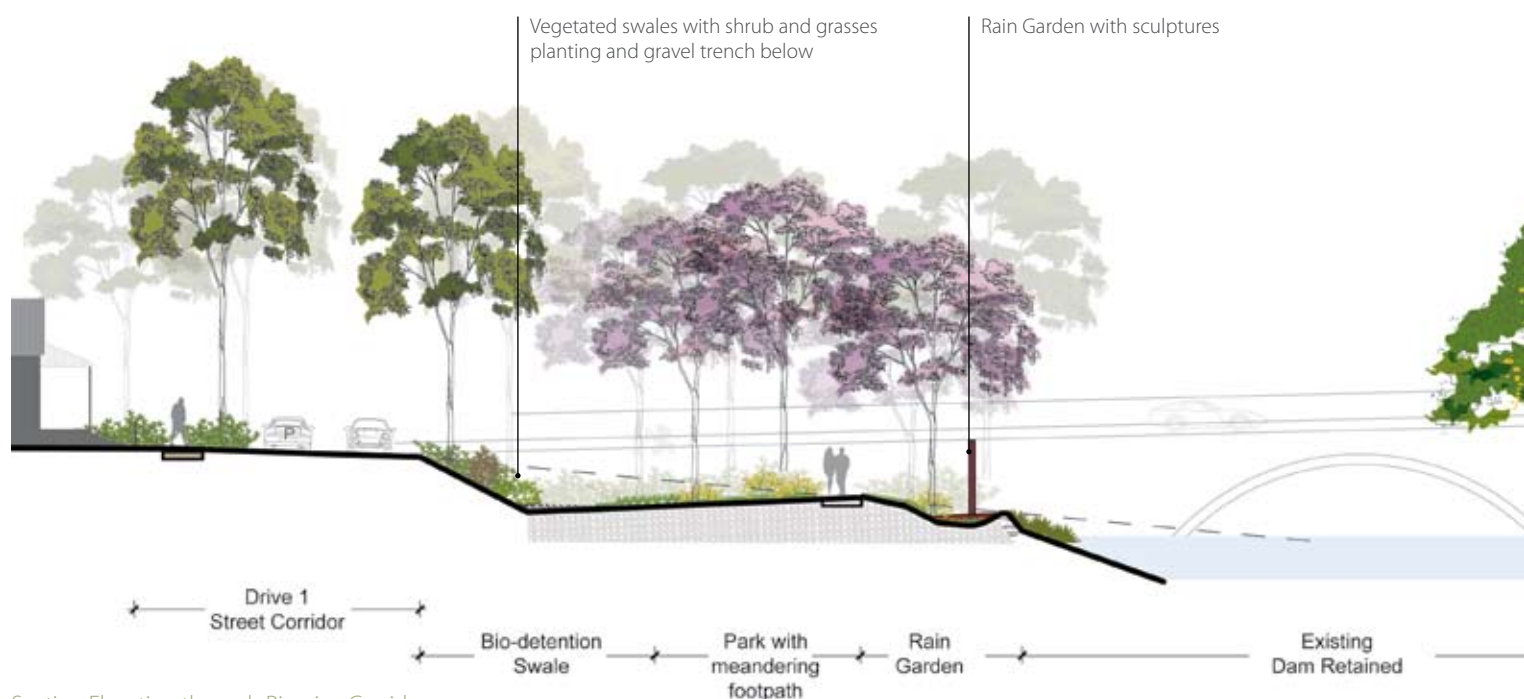 Vegetated swales with shrub and grasses
planting and gravel trench below
Rain Garden with sculptures
P
Drive 1
Street Corridor
Bio-detention
Swale
Park with
meandering
footpath
Rain
Garden
Existing
Dam Retained